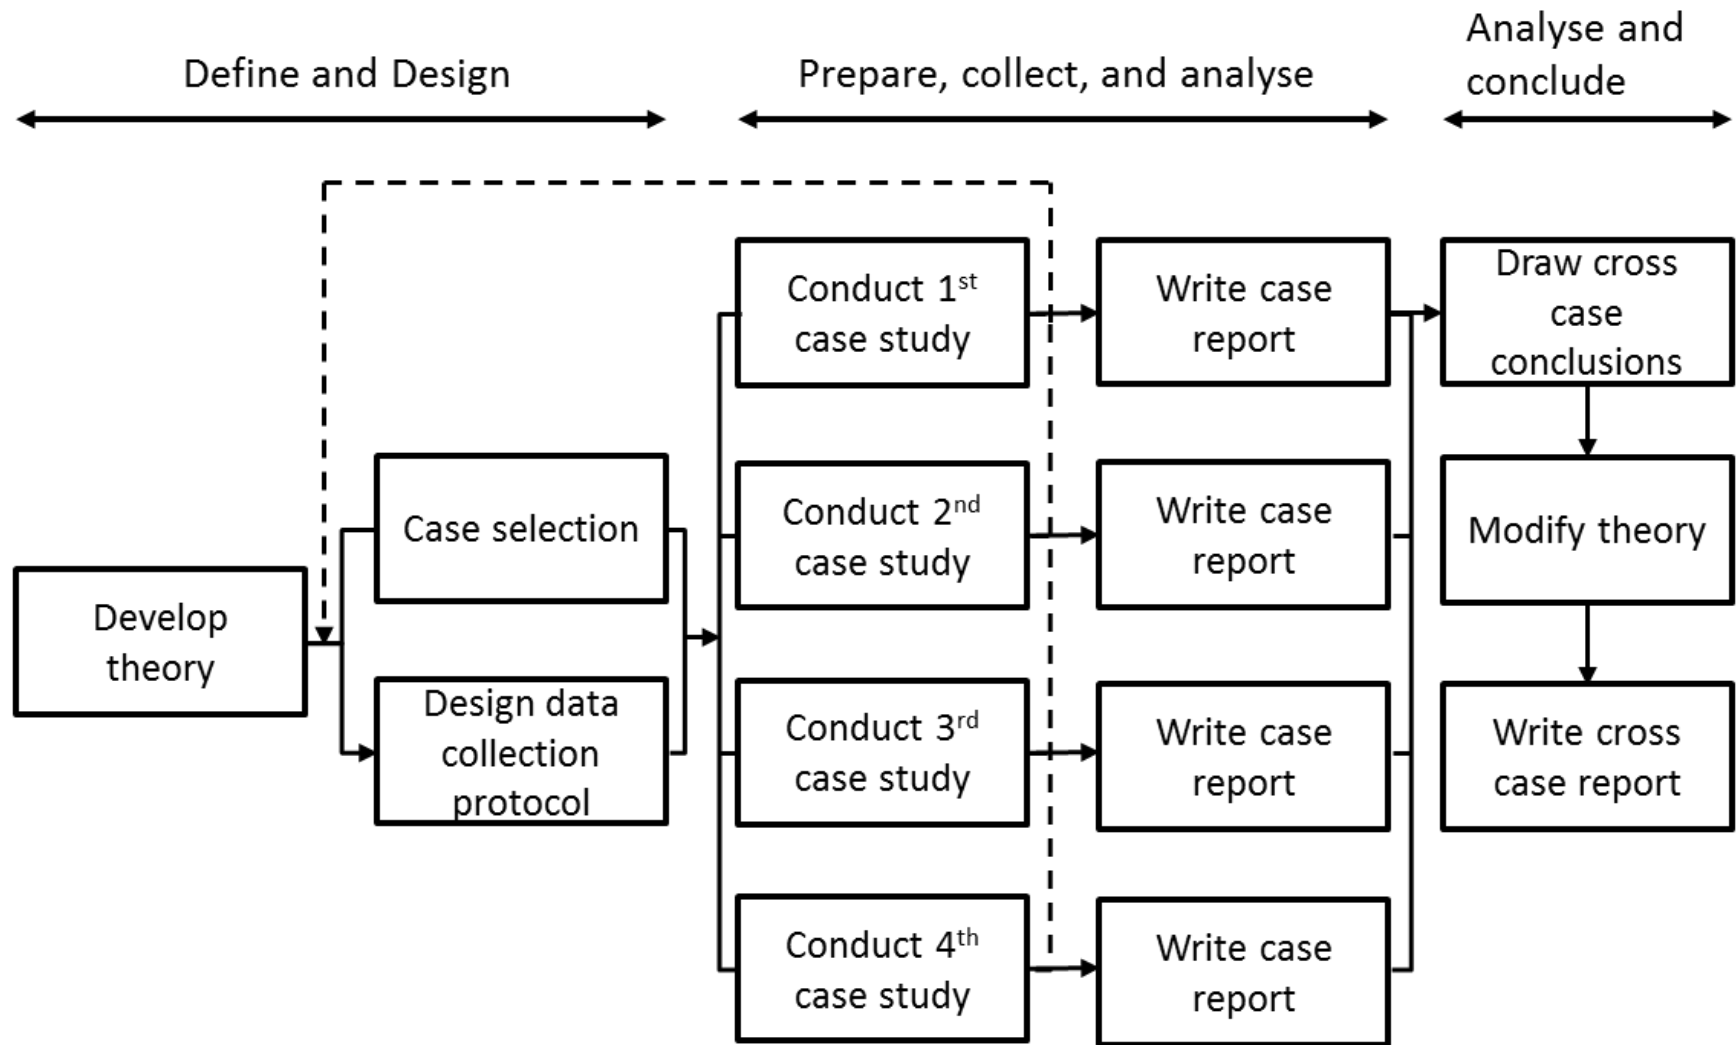 Define and Design
Prepare, collect, and analyse
Analyse and
conclude
Develop
theory
Case selection
Design data
collection
protocol
Conduct 1st
case study
Write case
report
Conduct 2nd
case study
Write case
report
Conduct 3rd
case study
Write case
report
Conduct 4th
case study
Write case
report
Draw cross
case
conclusions
Modify theory
Write cross
case report